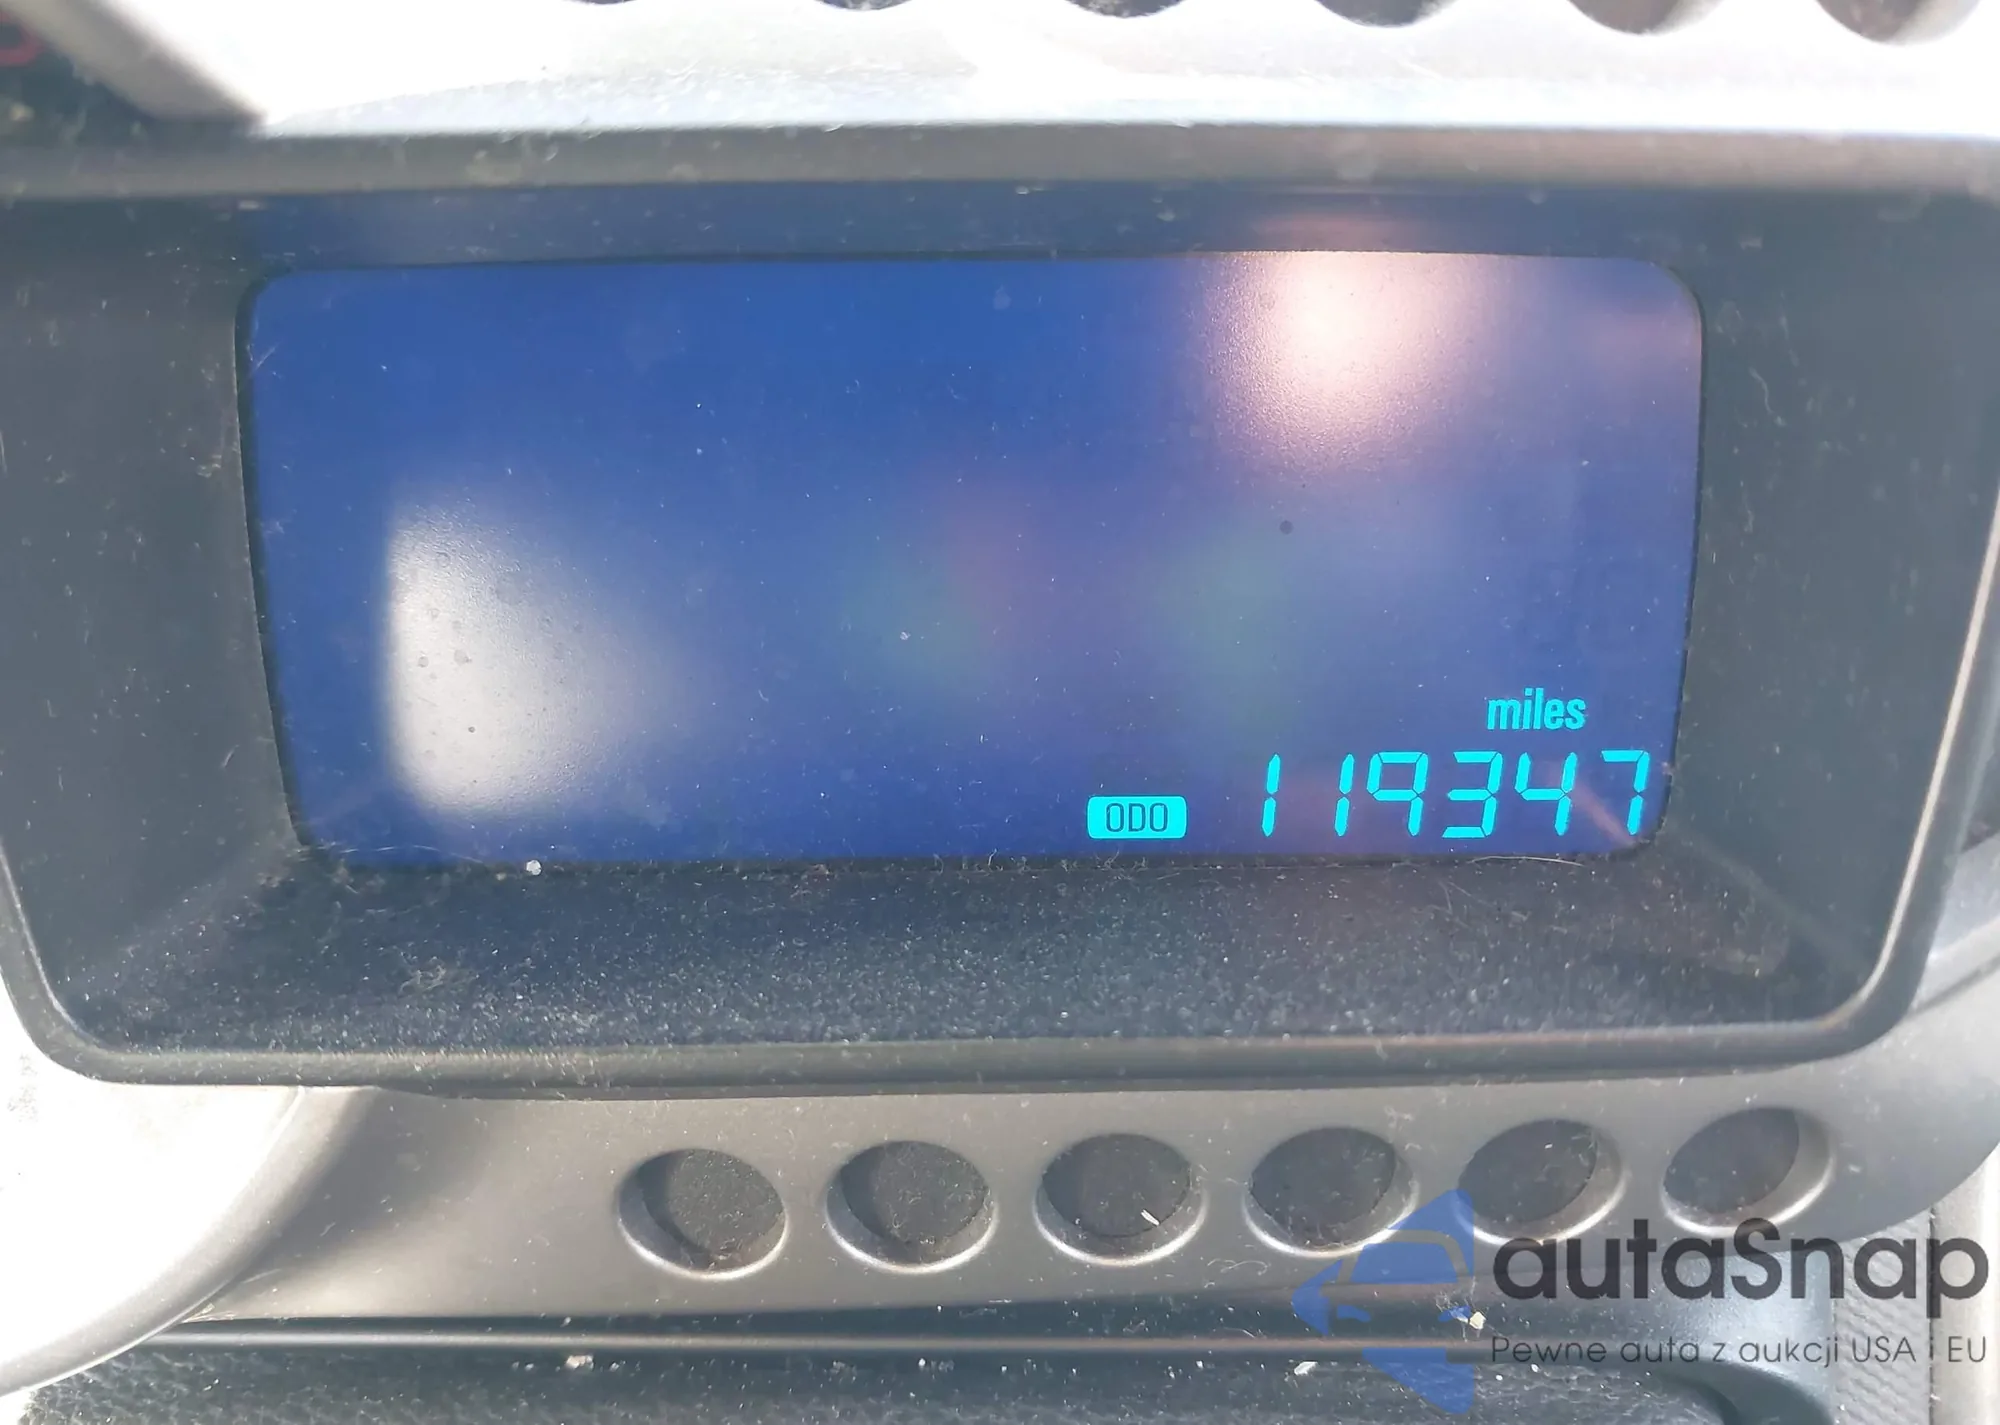 miles
ODO 119347
autaSnap
Pewne auta z aukcji USA i EU